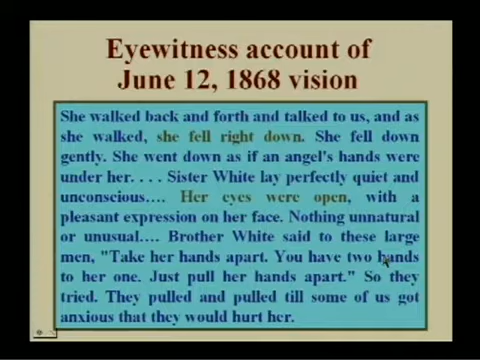 Eyewitness account of
June 12, 1868 vision
She walked back and forth and talked to us, and as
she walked, she fell right down. She fell down
gently. She went down as if an angel's hands were
under her. . . . Sister White lay perfectly quiet and
unconscious.... Her eyes were open, with a
pleasant expression on her face. Nothing unnatural
or unusual.... Brother White said to these large
men, "Take her hands apart. You have two hands
to her one. Just pull her hands apart." So they
tried. They pulled and pulled till some of us got
anxious that they would hurt her.